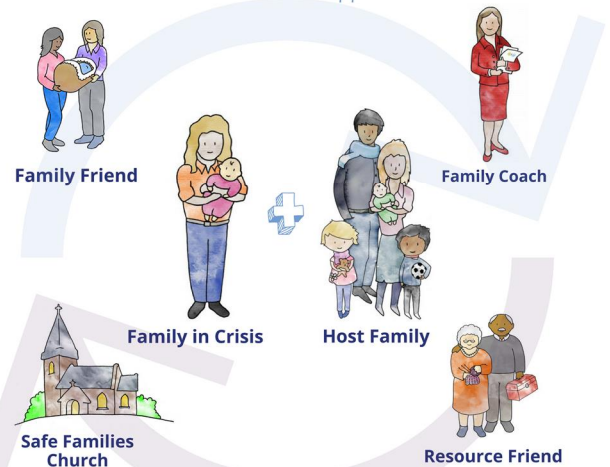 Family Friend
Family Coach
Family in Crisis
Host Family
Safe Families
Church
Resource Friend